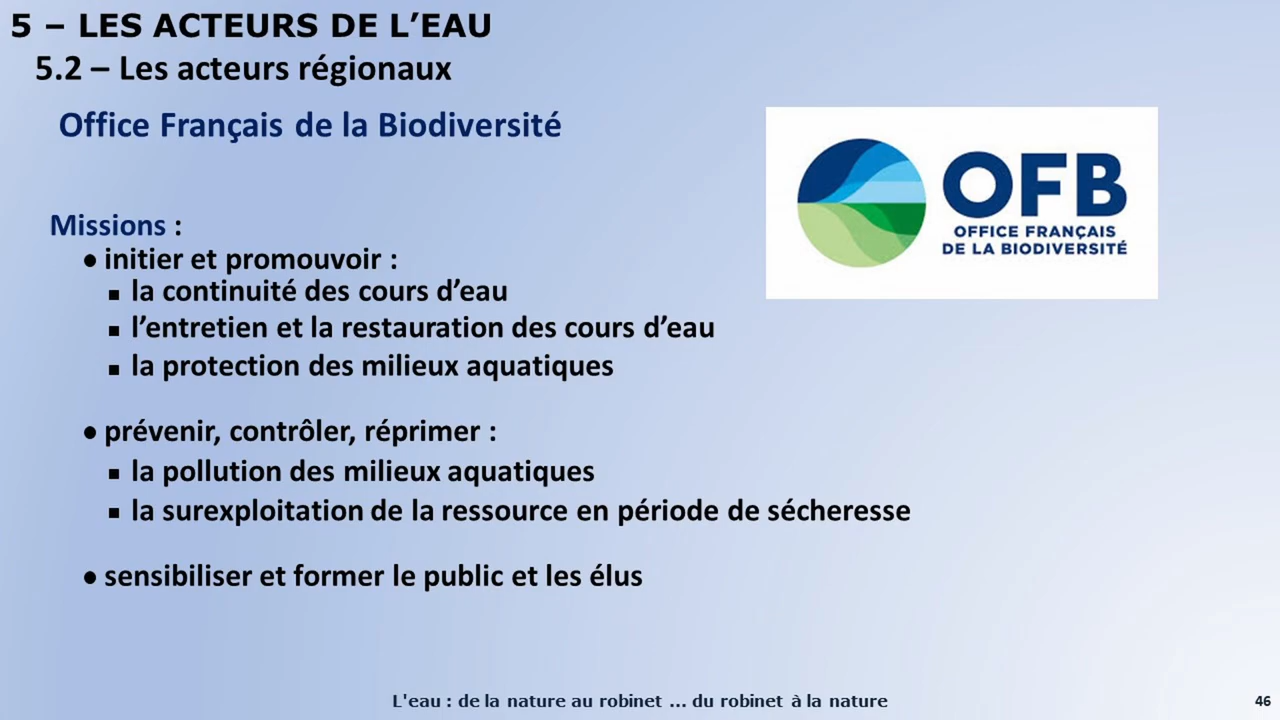 5 – LES ACTEURS DE L’EAU
5.2 – Les acteurs régionaux
Office Français de la Biodiversité
OFB
OFFICE FRANÇAIS
DE LA BIODIVERSITÉ
Missions :
• initier et promouvoir :
▪ la continuité des cours d’eau
▪ l’entretien et la restauration des cours d’eau
▪ la protection des milieux aquatiques
• prévenir, contrôler, réprimer :
▪ la pollution des milieux aquatiques
▪ la surexploitation de la ressource en période de sécheresse
• sensibiliser et former le public et les élus
L'eau : de la nature au robinet ... du robinet à la nature
46